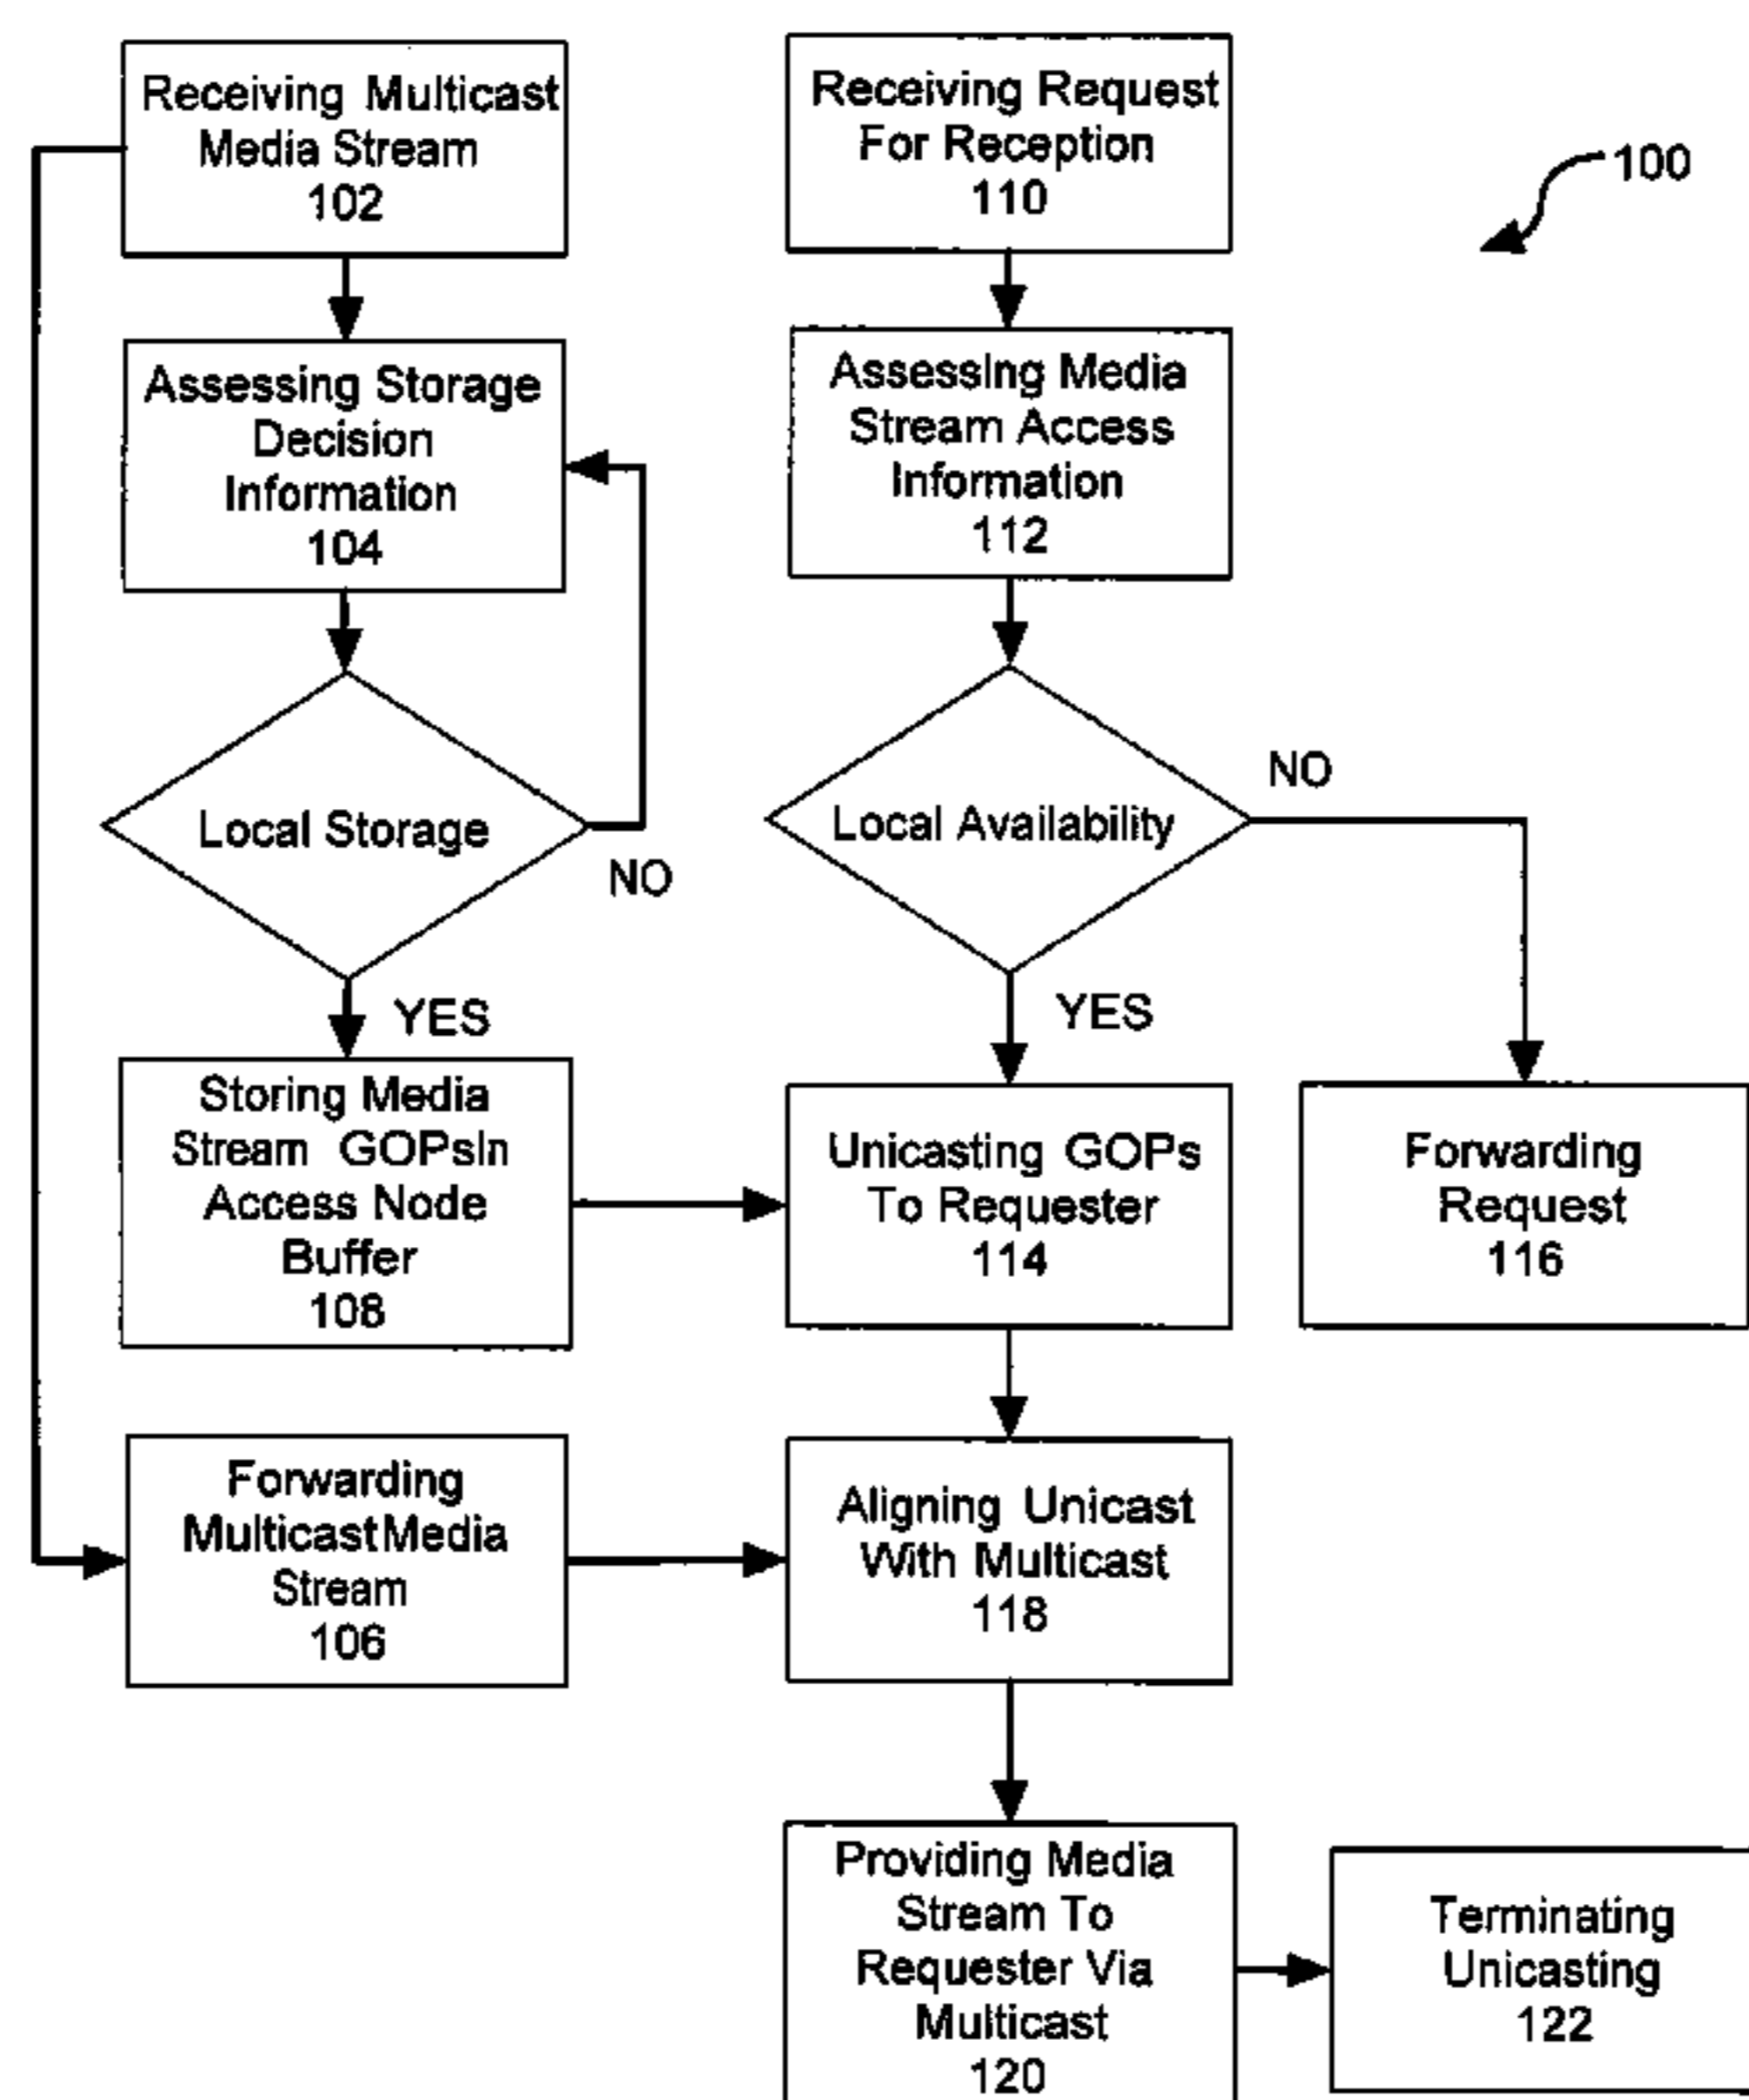 Receiving Multicast
Media Stream
102
Receiving Request
For Reception
110
100
Assessing Storage
Decision
Information
104
Assessing Media
Stream Access
Information
112
Local Storage
NO
Local Availability
NO
YES
YES
Storing Media
Stream GOPsIn
Access Node
Buffer
108
Unicasting GOPs
To Requester
114
Forwarding
Request
116
Forwarding
MulticastMedia
Stream
106
Aligning Unicast
With Multicast
118
Providing Media
Stream To
Requester Via
Multicast
120
Terminating
Unicasting
122